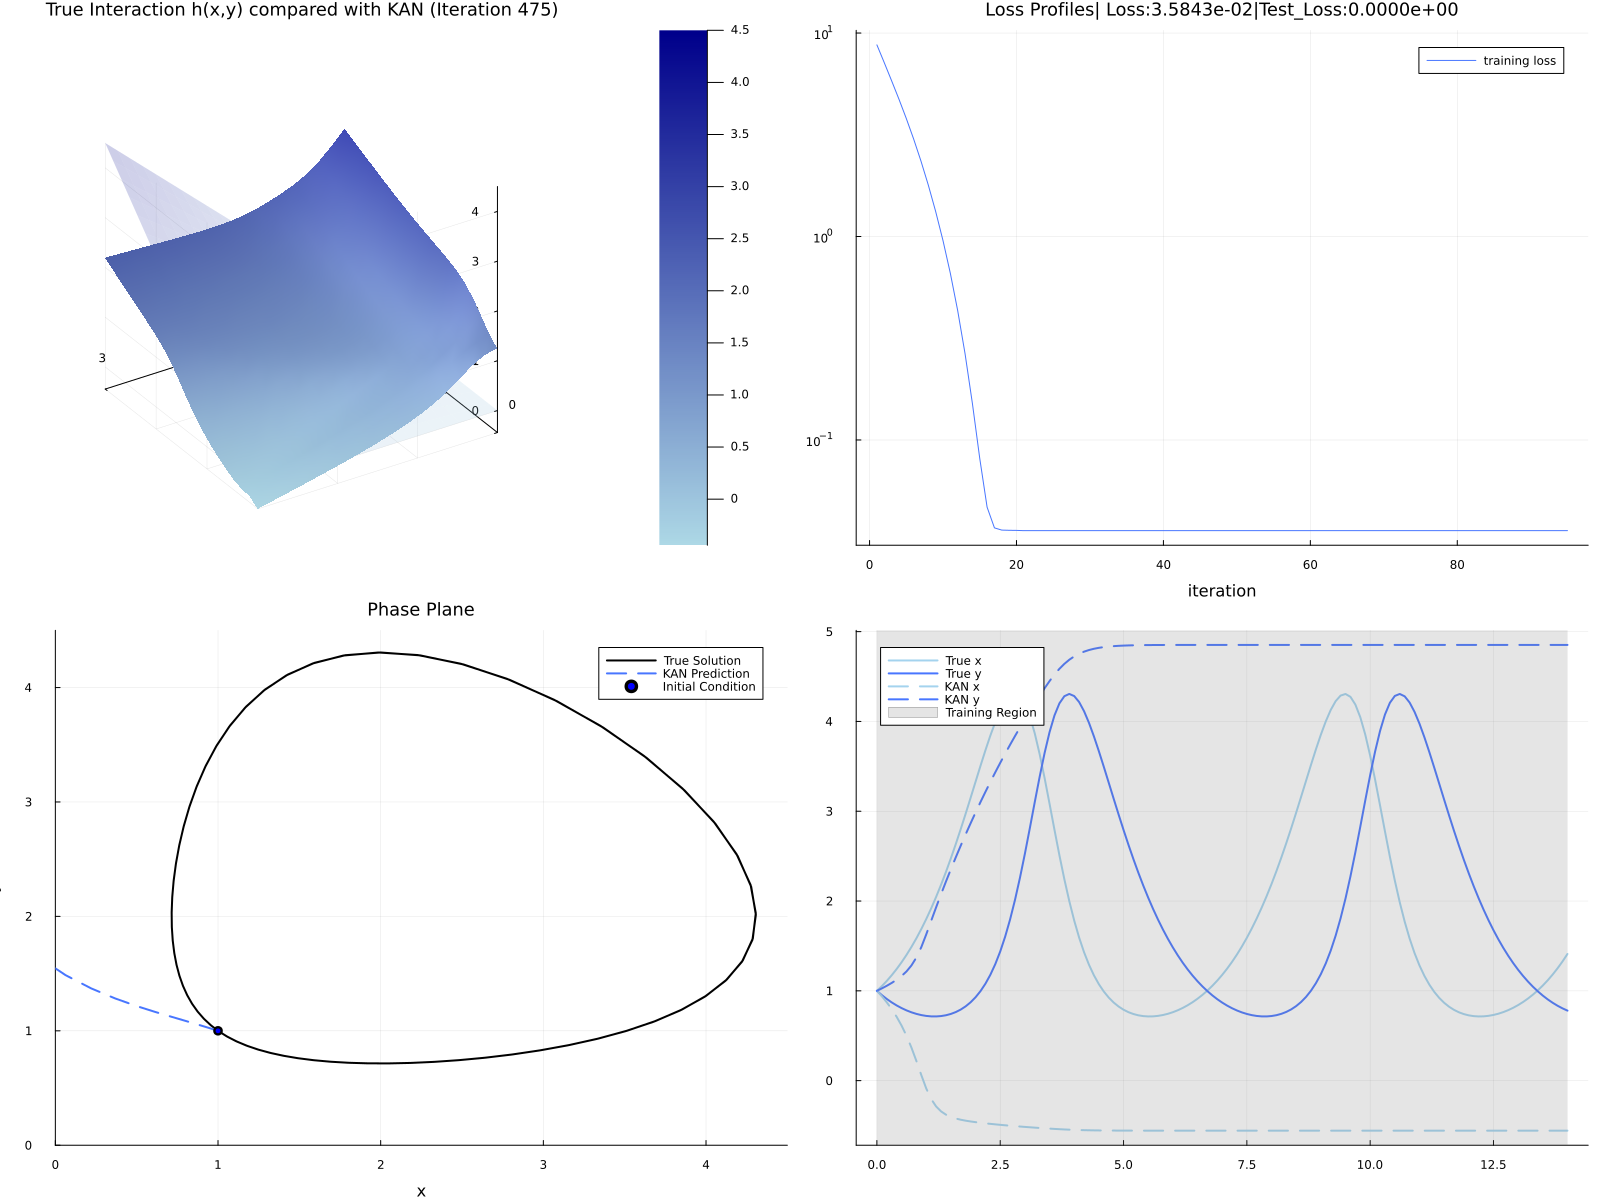 True Interaction h(x,y) compared with KAN (Iteration 475)
4.5
4.0
3.5
3.0
2.5
2.0
1.5
1.0
0.5
0
4
3
0
0
3
Loss Profiles| Loss:3.5843e-02|Test_Loss:0.0000e+00
training loss
10^1
10^0
10^-1
0 20 40 60 80
iteration
Phase Plane
True Solution
KAN Prediction
Initial Condition
4
3
2
1
0
0 1 2 3 4
x
True x
True y
KAN x
KAN y
Training Region
5
4
3
2
1
0
0.0 2.5 5.0 7.5 10.0 12.5